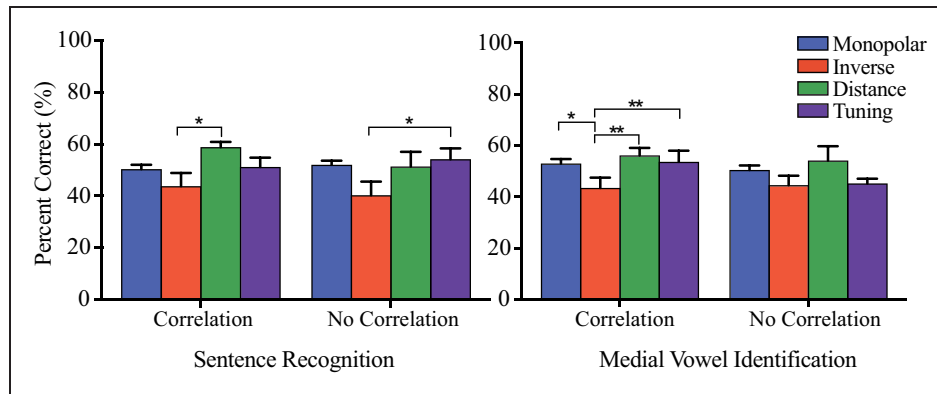 Percent Correct (%)
100
80
60
40
20
0
*
*
Correlation
No Correlation
Sentence Recognition
100
80
60
40
20
0
Monopolar
Inverse
Distance
Tuning
*
**
**
Correlation
No Correlation
Medial Vowel Identification